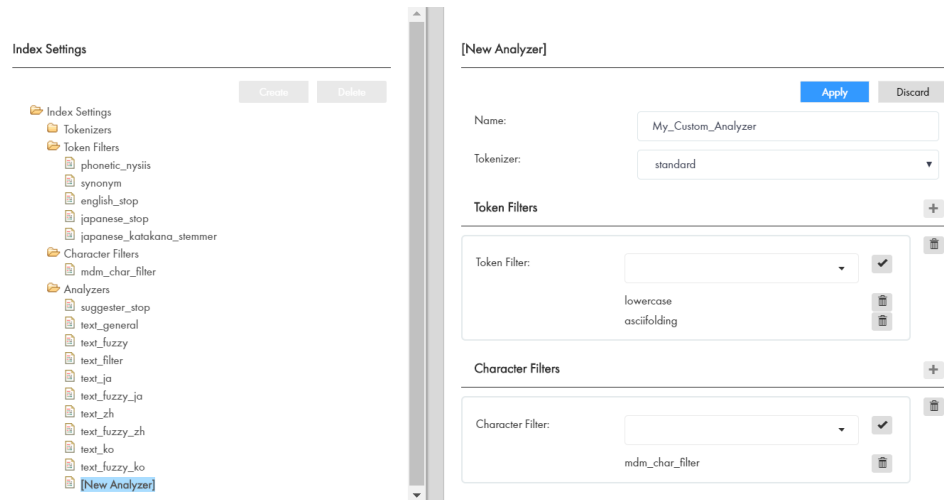 Index Settings
Create
Delete
Index Settings
Tokenizers
Token Filters
phonetic_nysiis
synonym
english_stop
japanese_stop
japanese_katakana_stemmer
Character Filters
mdm_char_filter
Analyzers
suggester_stop
text_general
text_fuzzy
text_filter
text_ja
text_fuzzy_ja
text_zh
text_fuzzy_zh
text_ko
text_fuzzy_ko
[New Analyzer]
[New Analyzer]
Apply
Discard
Name:
My_Custom_Analyzer
Tokenizer:
standard
Token Filters
Token Filter:
lowercase
asciifolding
Character Filters
Character Filter:
mdm_char_filter